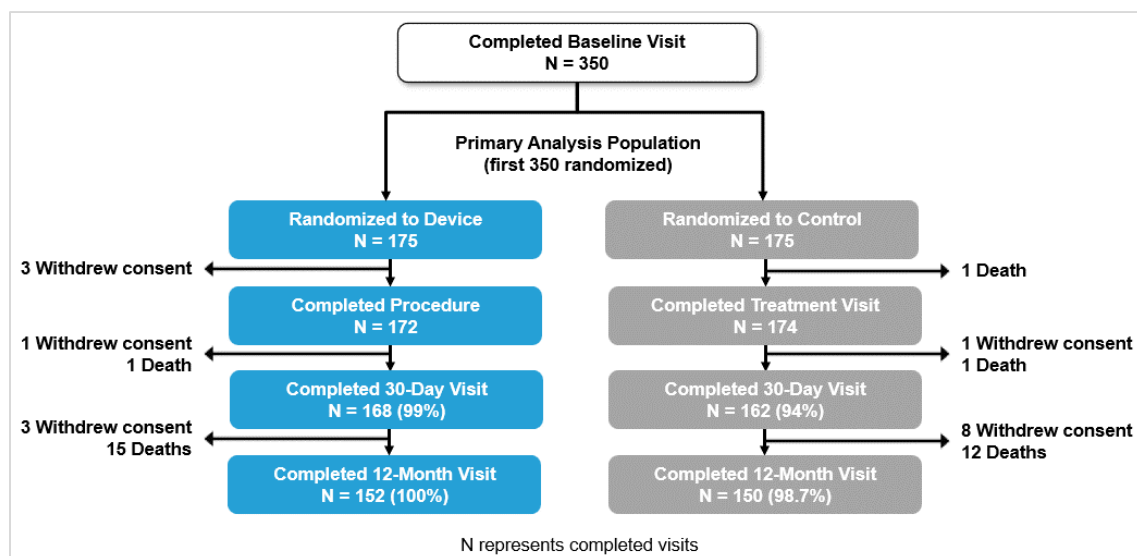 Completed Baseline Visit
N = 350
Primary Analysis Population
(first 350 randomized)
Randomized to Device
N = 175
Randomized to Control
N = 175
3 Withdrew consent
1 Death
Completed Procedure
N = 172
Completed Treatment Visit
N = 174
1 Withdrew consent
1 Death
1 Withdrew consent
1 Death
Completed 30-Day Visit
N = 168 (99%)
Completed 30-Day Visit
N = 162 (94%)
3 Withdrew consent
15 Deaths
8 Withdrew consent
12 Deaths
Completed 12-Month Visit
N = 152 (100%)
Completed 12-Month Visit
N = 150 (98.7%)
N represents completed visits